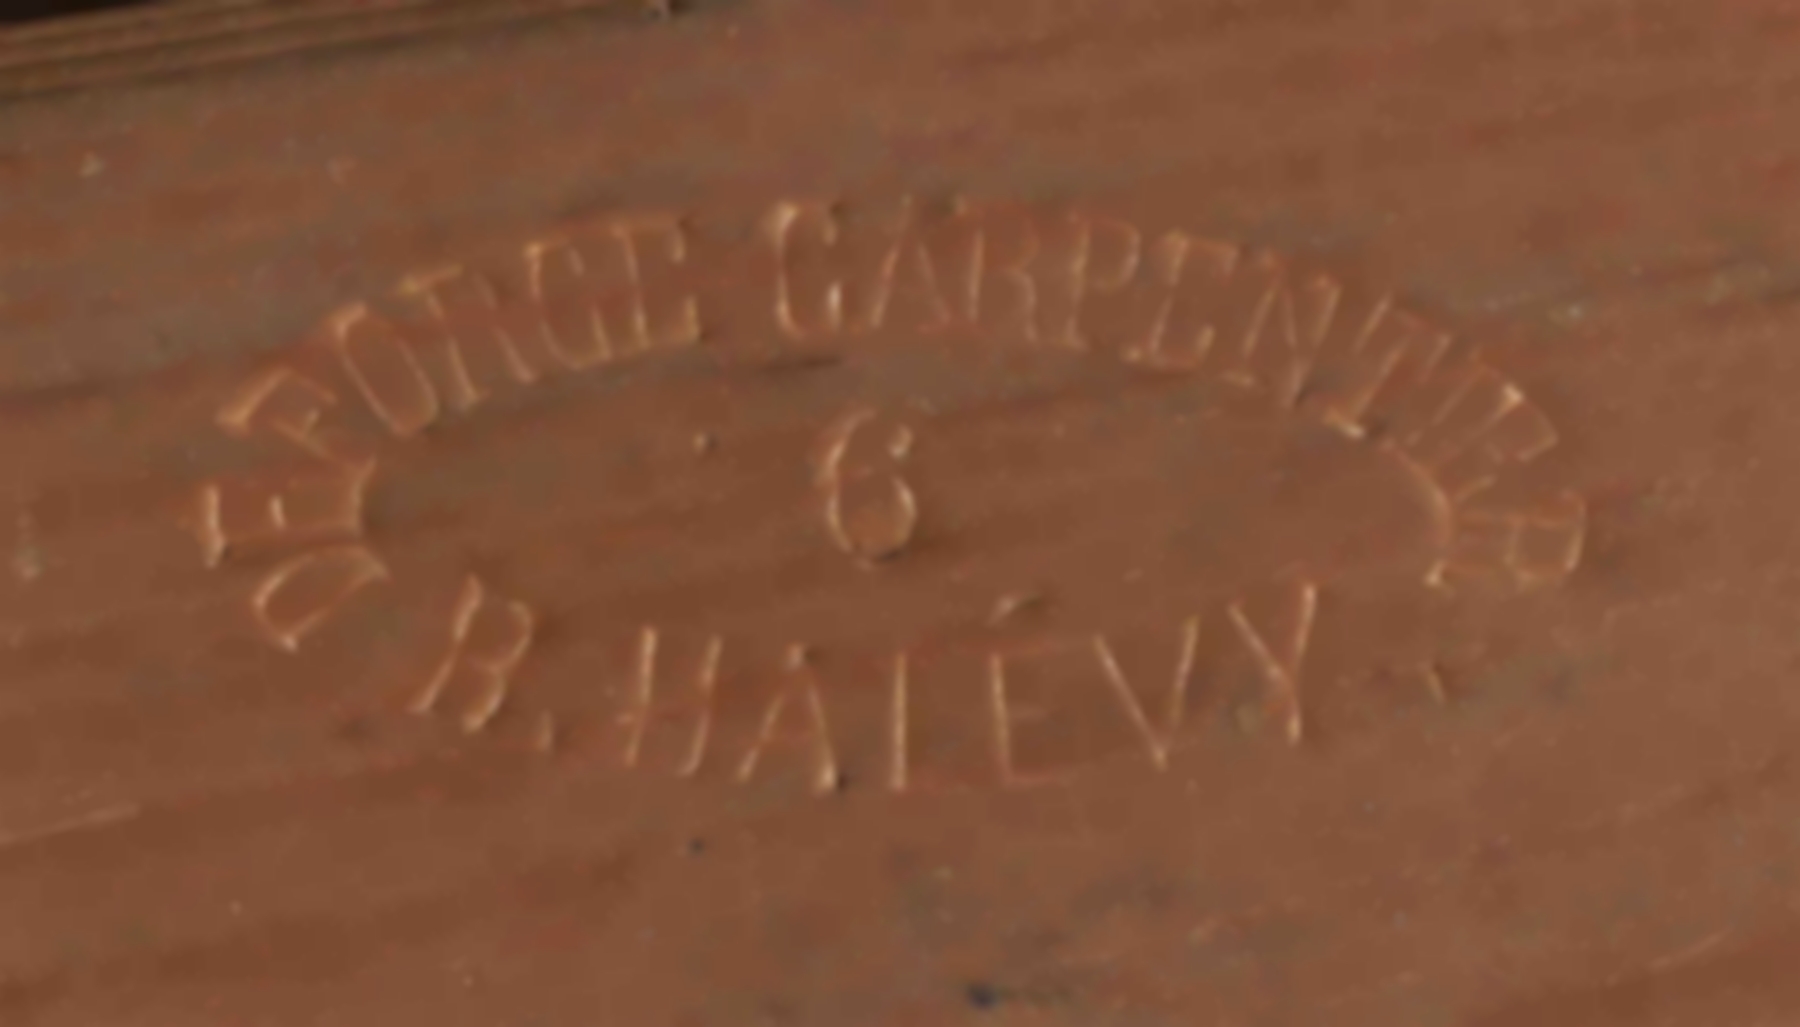 DEFORGE CARPENTIER
6
R. HALÉVY